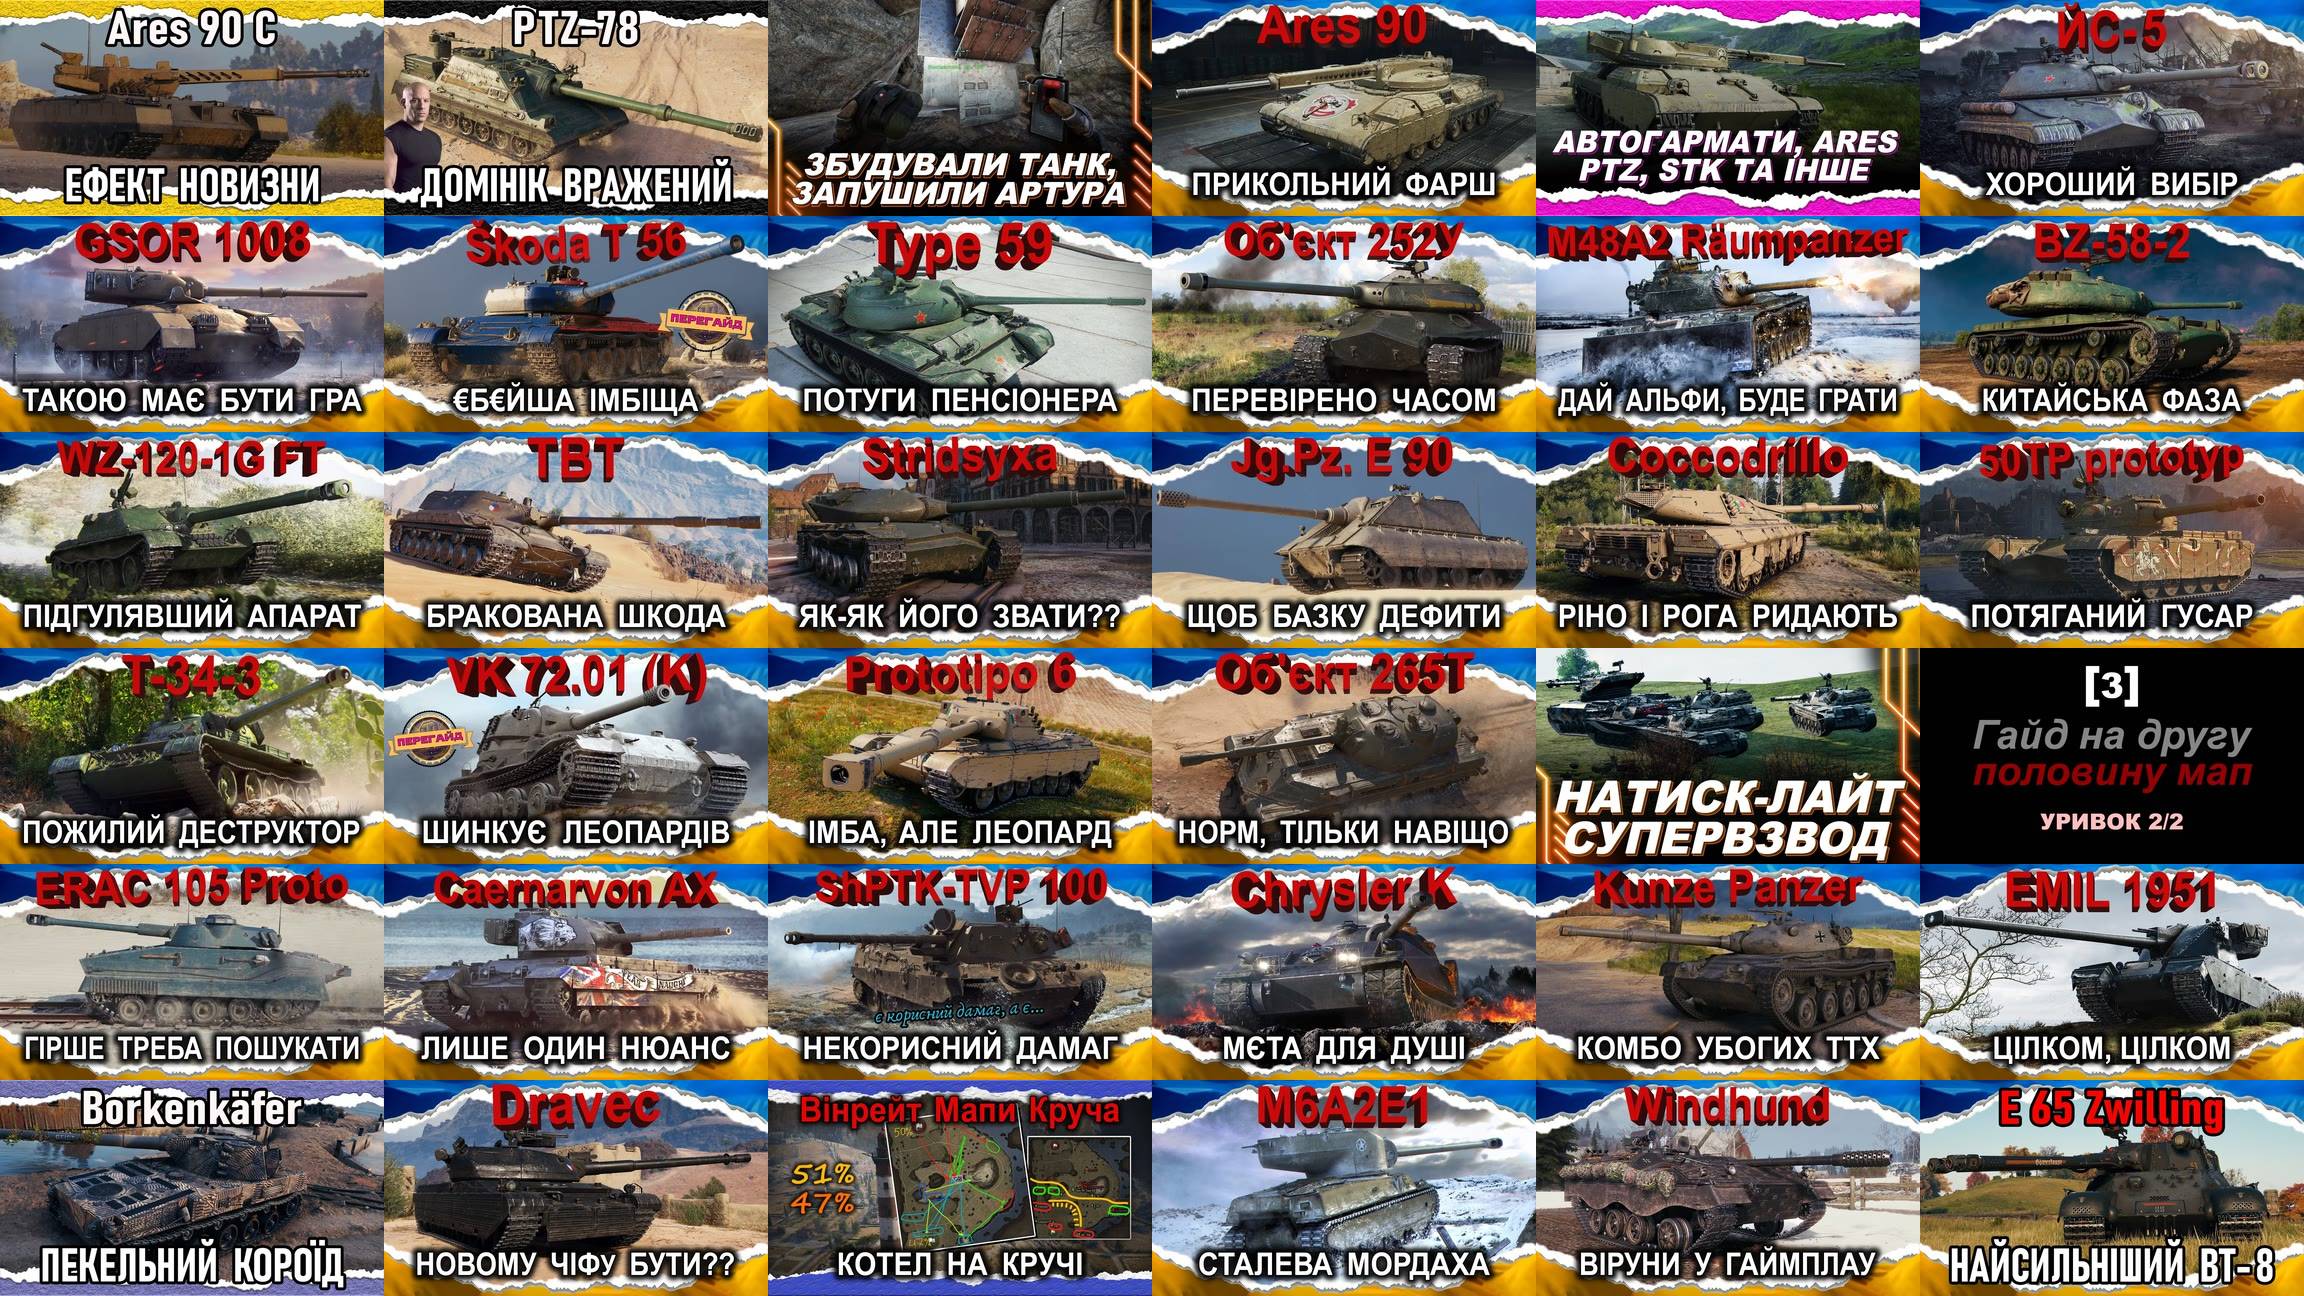 Ares 90 C
ЕФЕКТ НОВИЗНИ
PTZ-78
ДОМІНІК ВРАЖЕНИЙ
ЗБУДУВАЛИ ТАНК,
ЗАПУШИЛИ АРТУРА
Ares 90
ПРИКОЛЬНИЙ ФАРШ
АВТОГАРМАТИ, ARES
PTZ, STK ТА ІНШЕ
ЙС-5
ХОРОШИЙ ВИБІР
GSOR 1008
ТАКОЮ МАЄ БУТИ ГРА
Škoda T 56
ПЕРЕГАЙД
€Б€ЙША ІМБІЩА
Type 59
ПОТУГИ ПЕНСІОНЕРА
Об'єкт 252У
ПЕРЕВІРЕНО ЧАСОМ
M48A2 Räumpanzer
ДАЙ АЛЬФИ, БУДЕ ГРАТИ
BZ-58-2
КИТАЙСЬКА ФАЗА
WZ-120-1G FT
ПІДГУЛЯВШИЙ АПАРАТ
ТВТ
БРАКОВАНА ШКОДА
Stridsyxa
ЯК-ЯК ЙОГО ЗВАТИ??
Jg.Pz. E 90
ЩОБ БАЗКУ ДЕФИТИ
Coccodrillo
РІНО І РОГА РИДАЮТЬ
50TP prototyp
ПОТЯГАНИЙ ГУСАР
T-34-3
ПОЖИЛИЙ ДЕСТРУКТОР
VK 72.01 (K)
ПЕРЕГАЙД
ШИНКУЄ ЛЕОПАРДІВ
Prototipo 6
ІМБА, АЛЕ ЛЕОПАРД
Об'єкт 265Т
НОРМ, ТІЛЬКИ НАВІЩО
НАТИСК-ЛАЙТ
СУПЕРВЗВОД
[3]
Гайд на другу
половину мап
УРИВОК 2/2
ERAC 105 Proto
ГІРШЕ ТРЕБА ПОШУКАТИ
Caernarvon AX
ЛИШЕ ОДИН НЮАНС
ShPTK-TVP 100
є корисний дамаг, а є...
НЕКОРИСНИЙ ДАМАГ
Chrysler K
МЄТА ДЛЯ ДУШІ
Kunze Panzer
КОМБО УБОГИХ ТТХ
EMIL 1951
ЦІЛКОМ, ЦІЛКОМ
Borkenkäfer
ПЕКЕЛЬНИЙ КОРОЇД
Dravec
НОВОМУ ЧІФУ БУТИ??
Вінрейт Мапи Круча
50%
51%
47%
КОТЕЛ НА КРУЧІ
M6A2E1
СТАЛЕВА МОРДАХА
Windhund
ВІРУНИ У ГАЙМПЛАУ
E 65 Zwilling
НАЙСИЛЬНІШИЙ ВТ-8